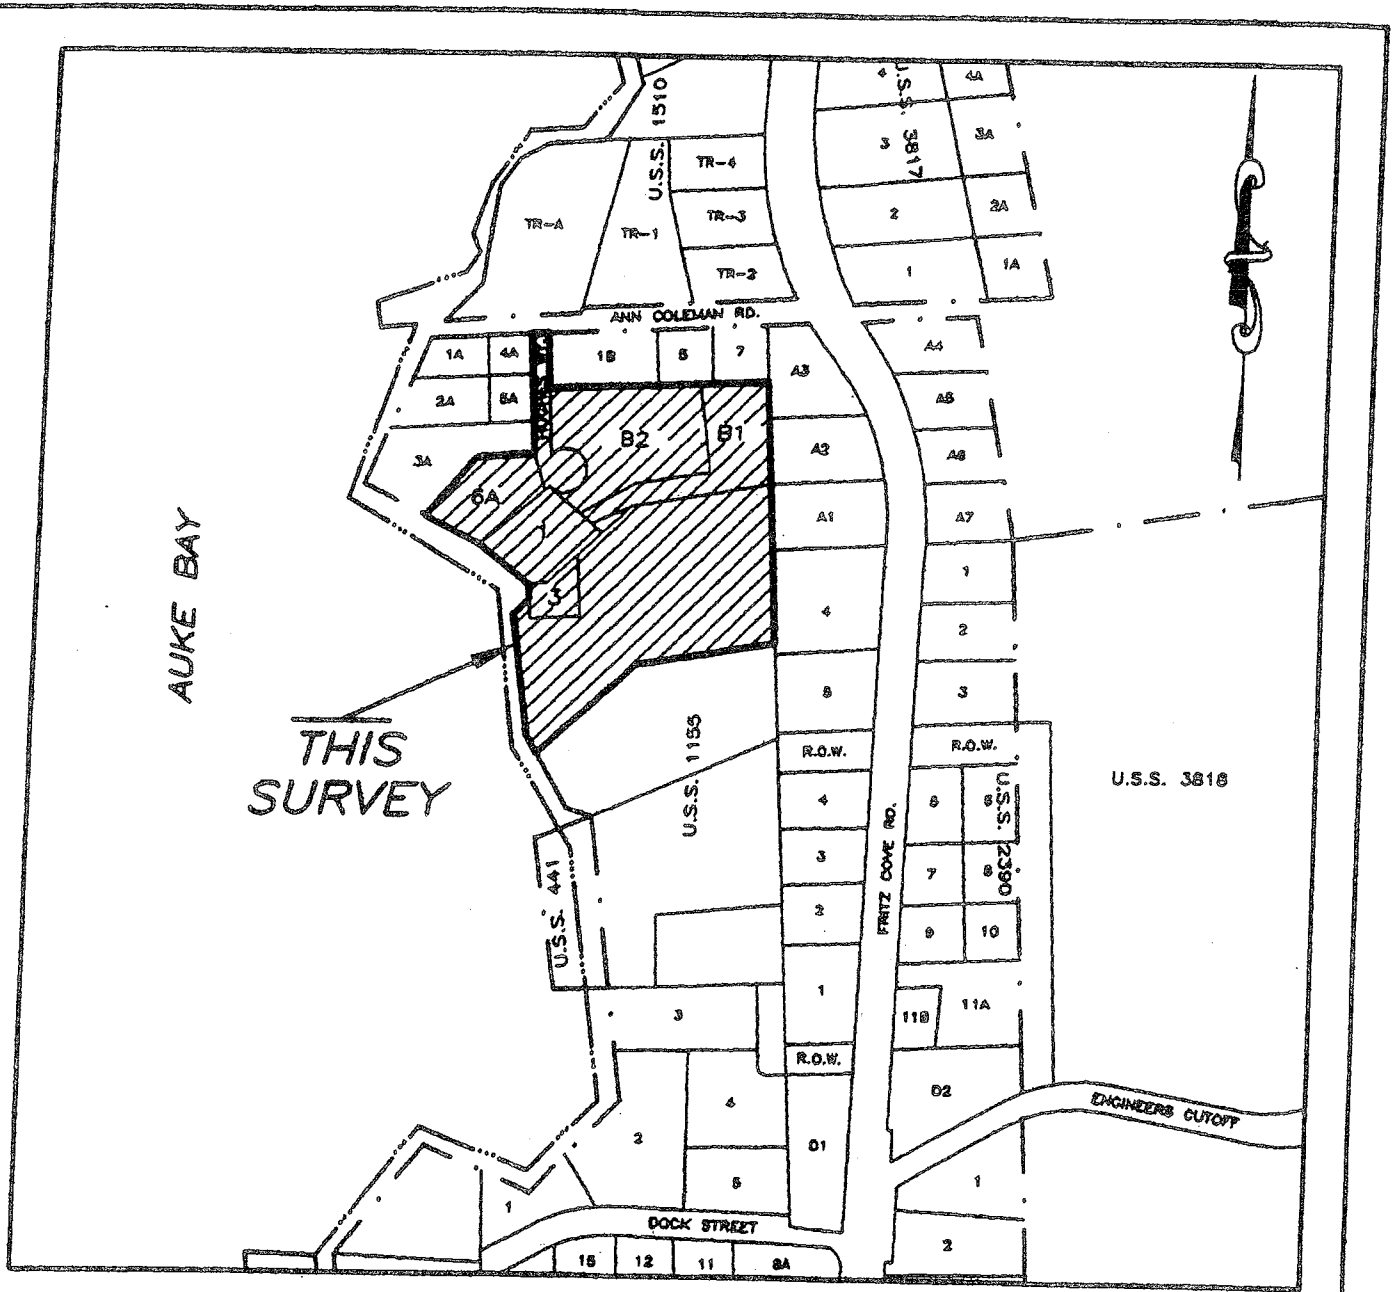 4
4A
U.S.S. 3817
U.S.S. 1510
3
3A
TR-4
TR-A
TR-1
TR-3
2
2A
TR-2
1
1A
ANN COLEMAN RD.
1A
4A
1B
7
A3
A4
2A
5A
A5
3A
B2
B1
A2
A6
6A
1
A1
A7
3
4
1
2
3
AUKE BAY
THIS
SURVEY
U.S.S. 1155
R.O.W.
R.O.W.
U.S.S. 3818
4
3
2
1
FRITZ COVE RD.
U.S.S. 2390
7
9
10
U.S.S. 441
3
11B
11A
R.O.W.
D2
ENGINEERS CUTOFF
2
4
D1
5
1
1
DOCK STREET
2
15
12
11
8A